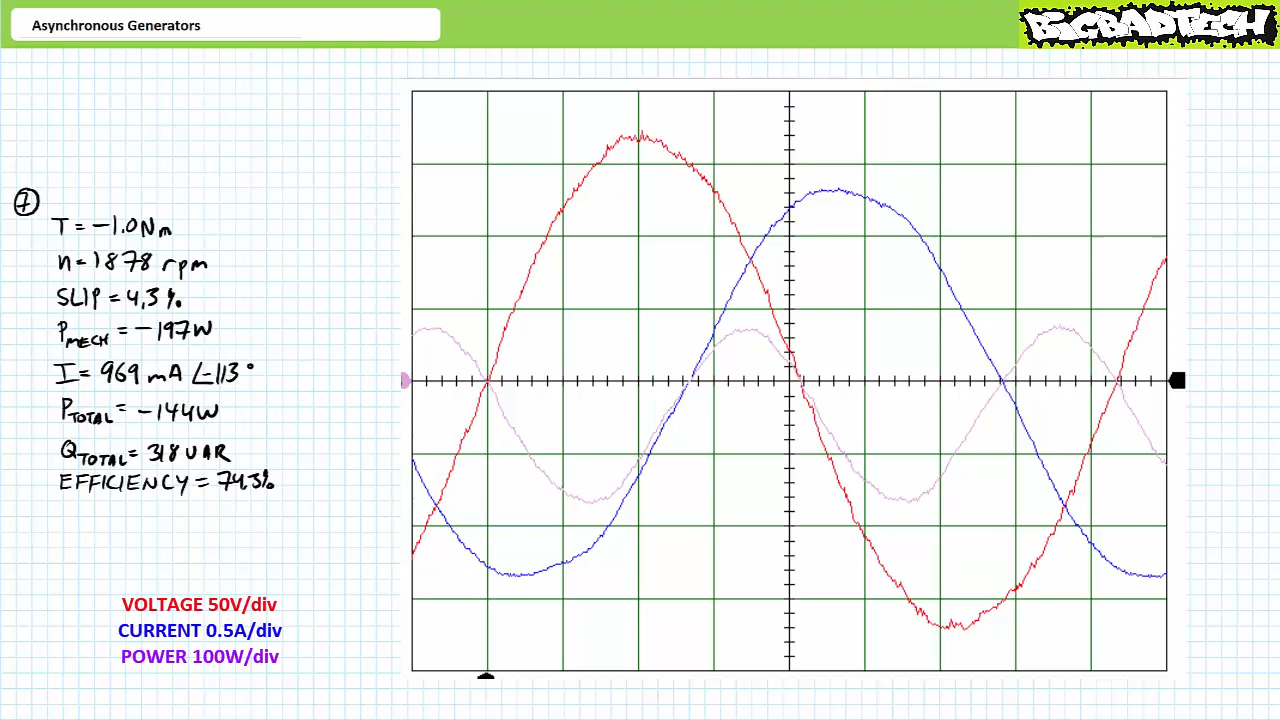 Asynchronous Generators
BIGBADTECH
7
T = -1.0Nm
n = 1878 rpm
SLIP = 4.3%
PMECH = -197W
I = 969 mA ∠-113°
PTOTAL = -144W
QTOTAL = 318 VAR
EFFICIENCY = 74.3%
VOLTAGE 50V/div
CURRENT 0.5A/div
POWER 100W/div